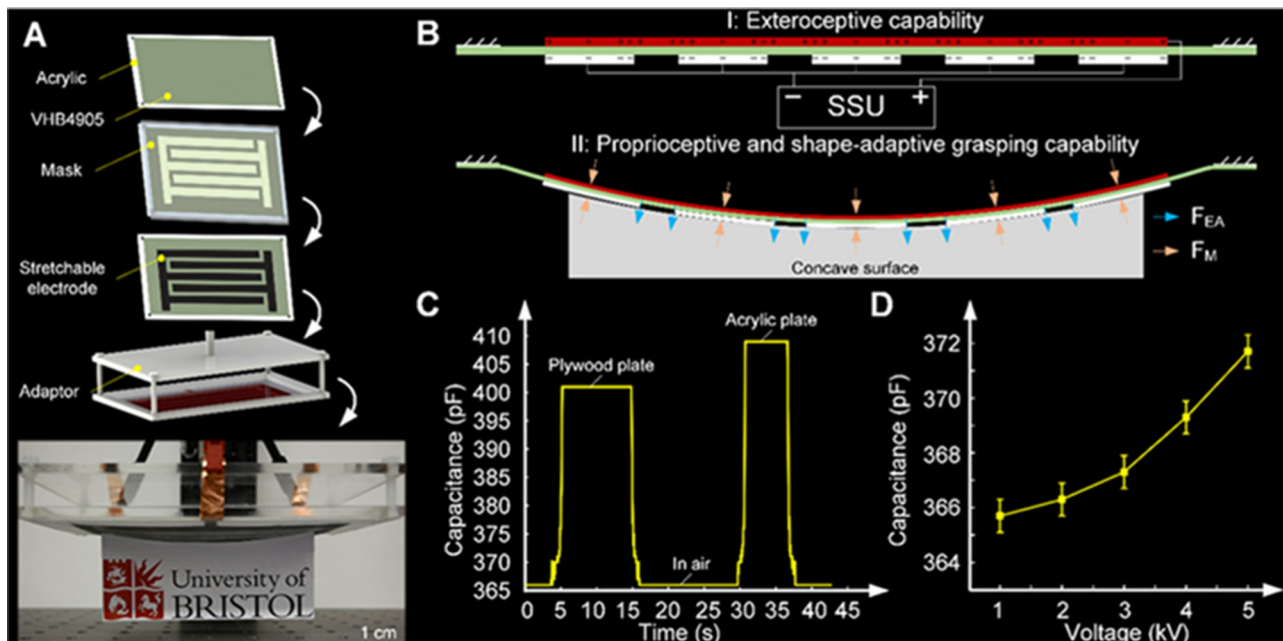 A
Acrylic
VHB4905
Mask
Stretchable
electrode
Adaptor
University of
BRISTOL
1 cm
B
I: Exteroceptive capability
− SSU +
II: Proprioceptive and shape-adaptive grasping capability
F_EA
F_M
Concave surface
C
Capacitance (pF)
410
405
400
395
390
385
380
375
370
365
Plywood plate
Acrylic plate
In air
0 5 10 15 20 25 30 35 40 45
Time (s)
D
Capacitance (pF)
372
370
368
366
364
1 2 3 4 5
Voltage (kV)